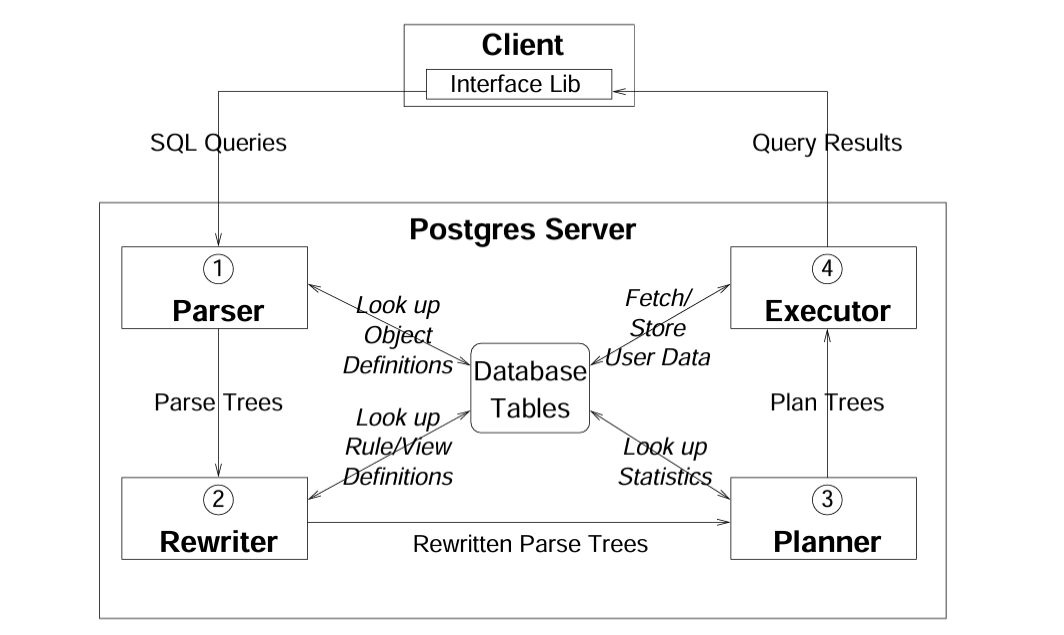 Client
Interface Lib
SQL Queries
Query Results
Postgres Server
1
Parser
4
Executor
Look up
Object
Definitions
Fetch/
Store
User Data
Database
Tables
Parse Trees
Look up
Rule/View
Definitions
Look up
Statistics
Plan Trees
2
Rewriter
3
Planner
Rewritten Parse Trees